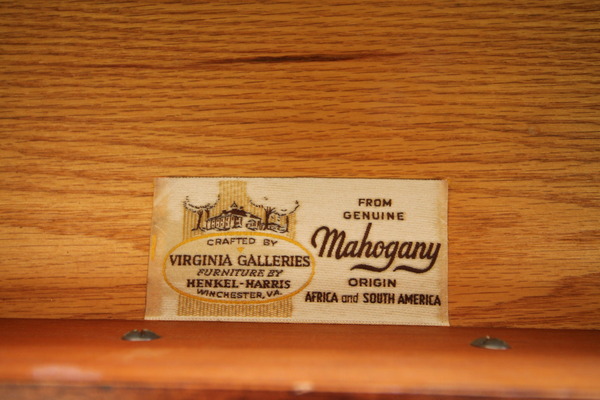 CRAFTED BY
VIRGINIA GALLERIES
FURNITURE BY
HENKEL-HARRIS
WINCHESTER, VA.
FROM
GENUINE
Mahogany
ORIGIN
AFRICA and SOUTH AMERICA